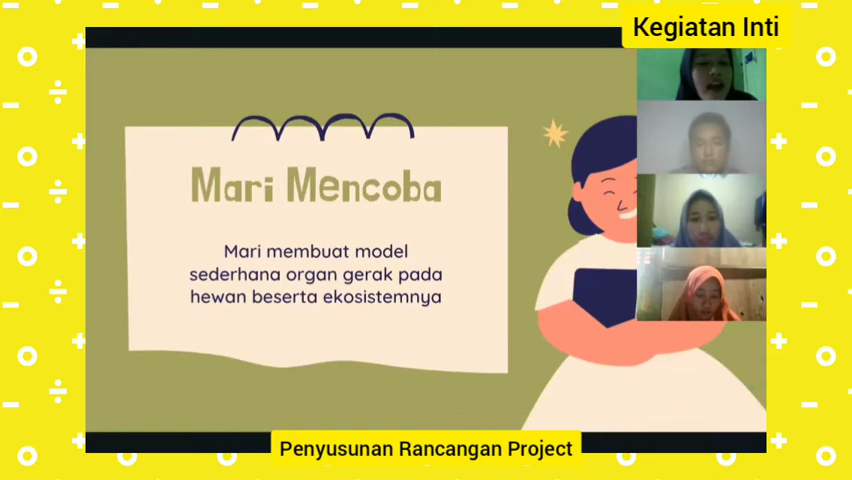 Kegiatan Inti
Mari Mencoba
Mari membuat model
sederhana organ gerak pada
hewan beserta ekosistemnya
Penyusunan Rancangan Project